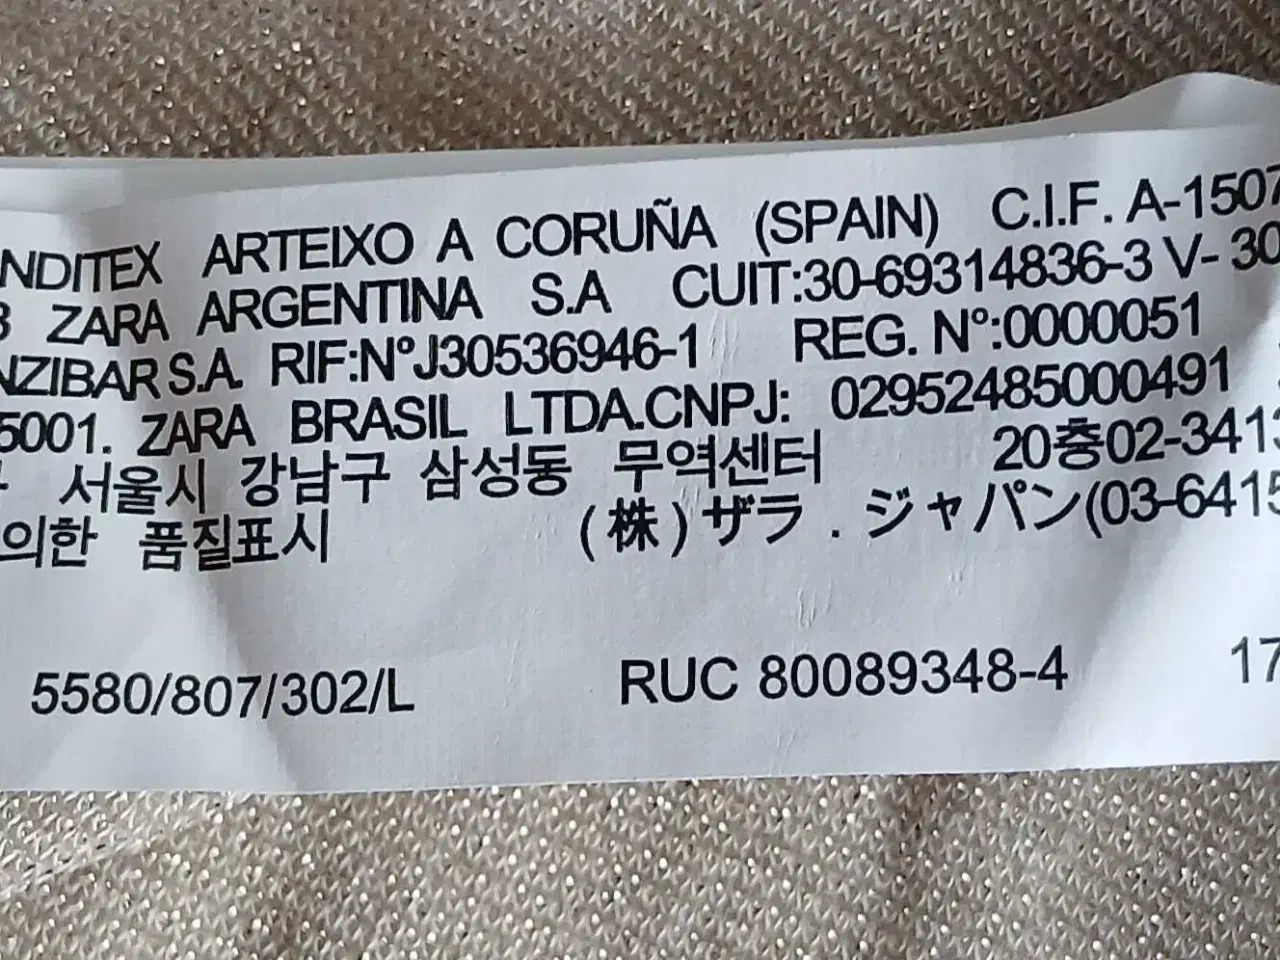 NDITEX ARTEIXO A CORUÑA (SPAIN) C.I.F. A-1507
3 ZARA ARGENTINA S.A CUIT:30-69314836-3 V- 30
NZIBAR S.A. RIF:N°J30536946-1 REG. N°:0000051
5001. ZARA BRASIL LTDA.CNPJ: 02952485000491
서울시 강남구 삼성동 무역센터 20층02-3413
의한 품질표시 (株)ザラ.ジャパン(03-6415
5580/807/302/L RUC 80089348-4 17